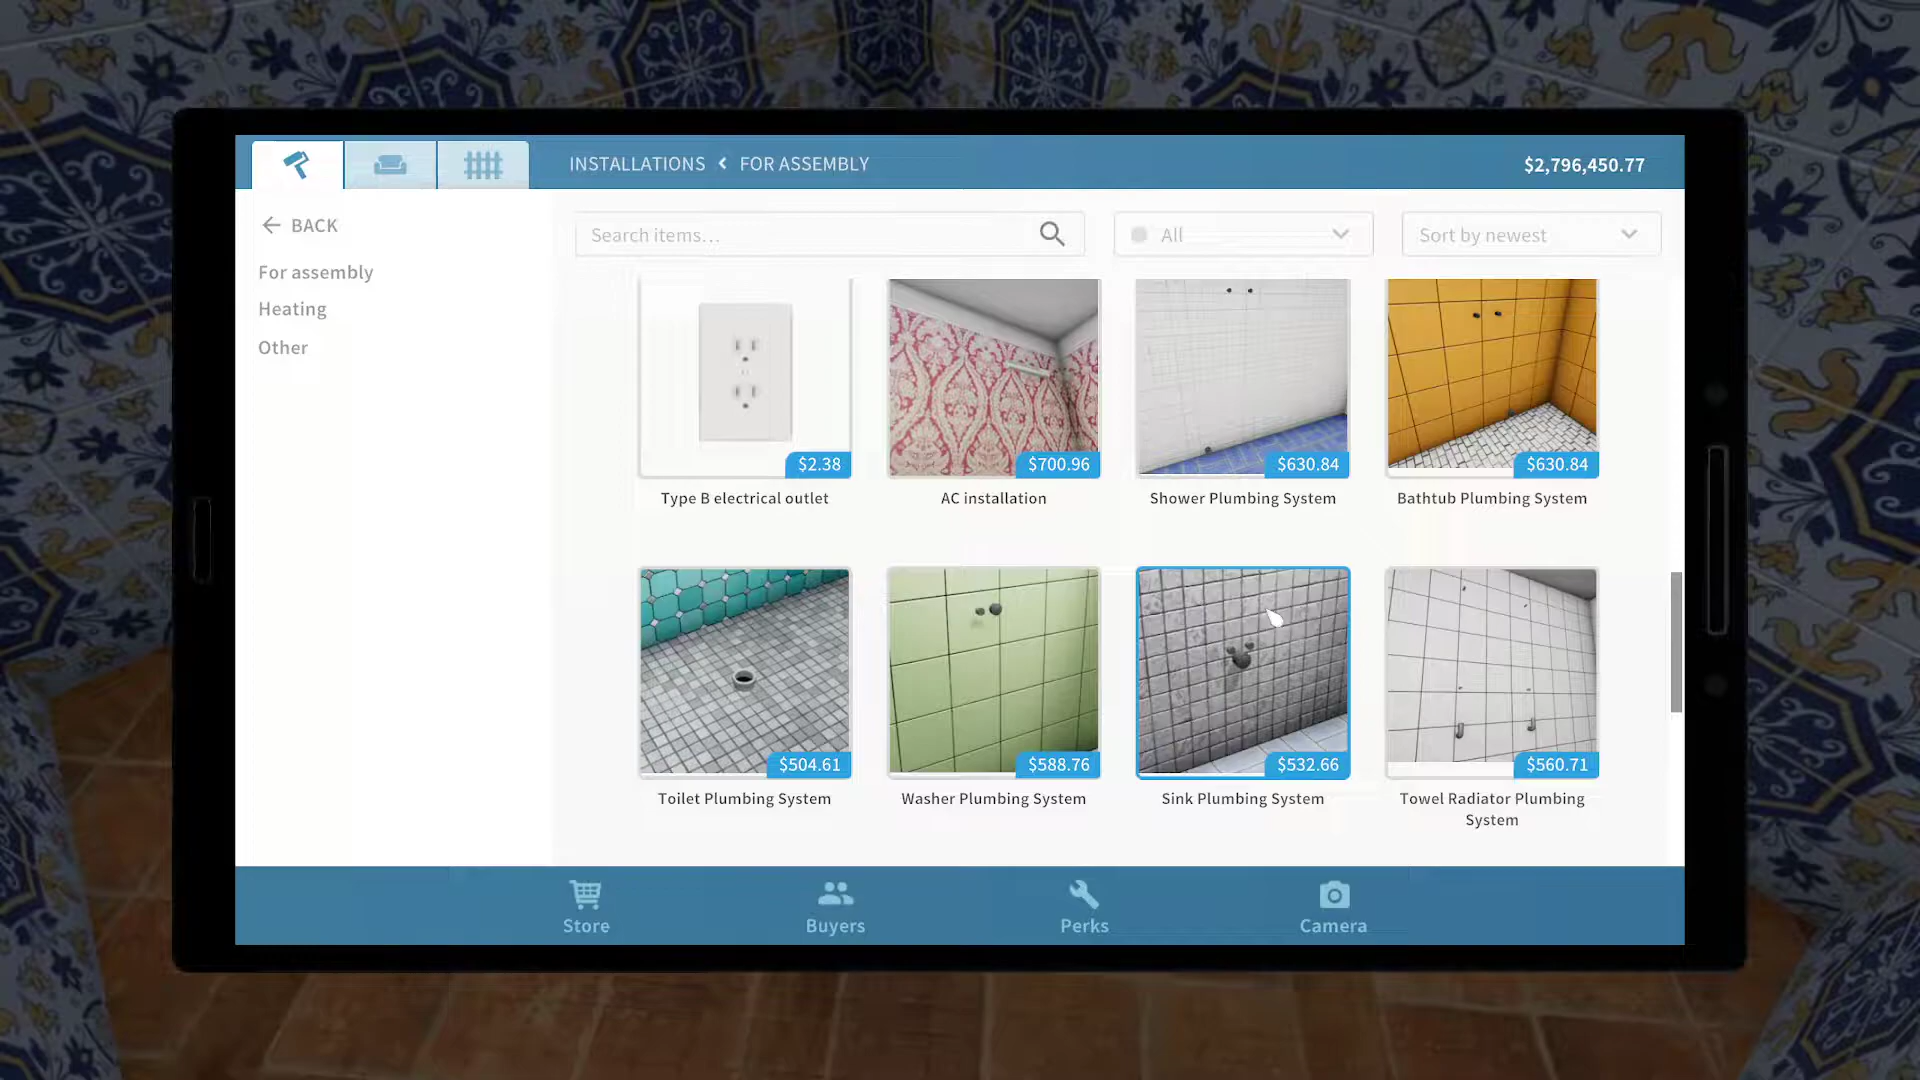 INSTALLATIONS < FOR ASSEMBLY
$2,796,450.77
BACK
For assembly
Heating
Other
Search items...
All
Sort by newest
$2.38
$700.96
$630.84
$630.84
Type B electrical outlet
AC installation
Shower Plumbing System
Bathtub Plumbing System
$504.61
$588.76
$532.66
$560.71
Toilet Plumbing System
Washer Plumbing System
Sink Plumbing System
Towel Radiator Plumbing
System
Store
Buyers
Perks
Camera